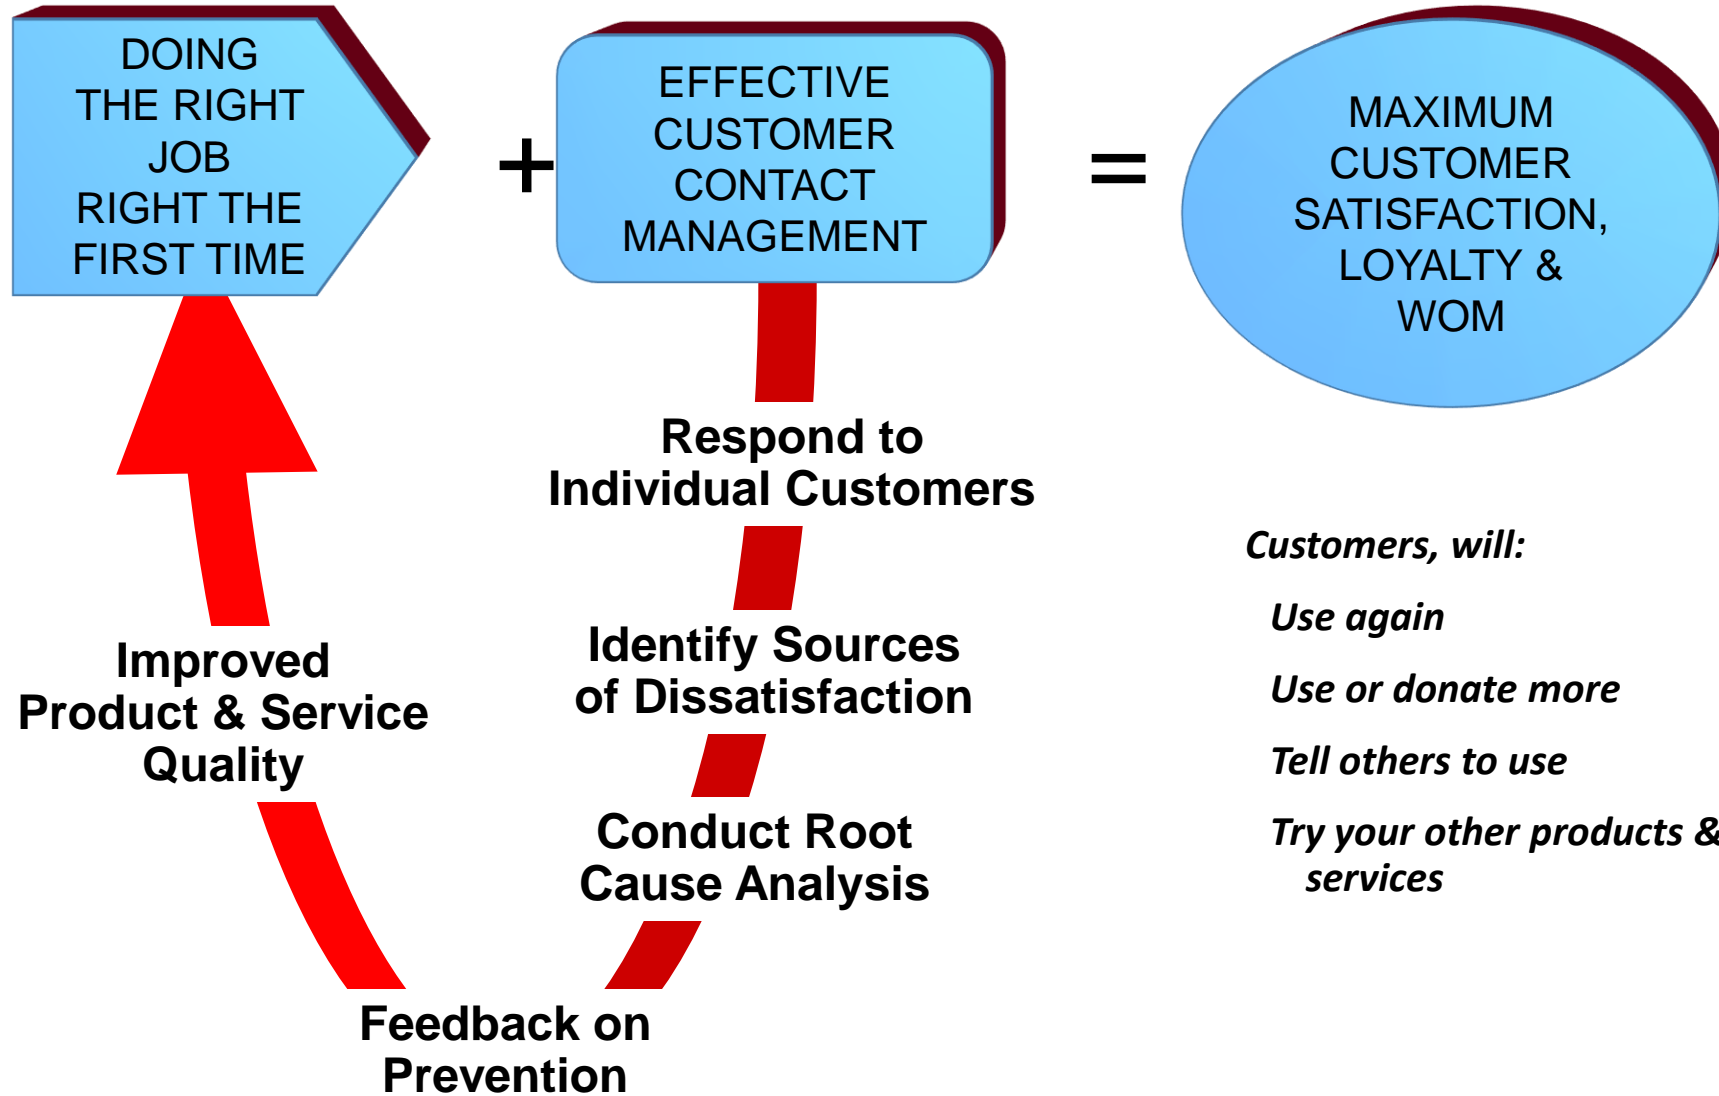 DOING
THE RIGHT
JOB
RIGHT THE
FIRST TIME
+
EFFECTIVE
CUSTOMER
CONTACT
MANAGEMENT
=
MAXIMUM
CUSTOMER
SATISFACTION,
LOYALTY &
WOM
Respond to
Individual Customers
Identify Sources
of Dissatisfaction
Conduct Root
Cause Analysis
Feedback on
Prevention
Improved
Product & Service
Quality
Customers, will:
Use again
Use or donate more
Tell others to use
Try your other products &
services